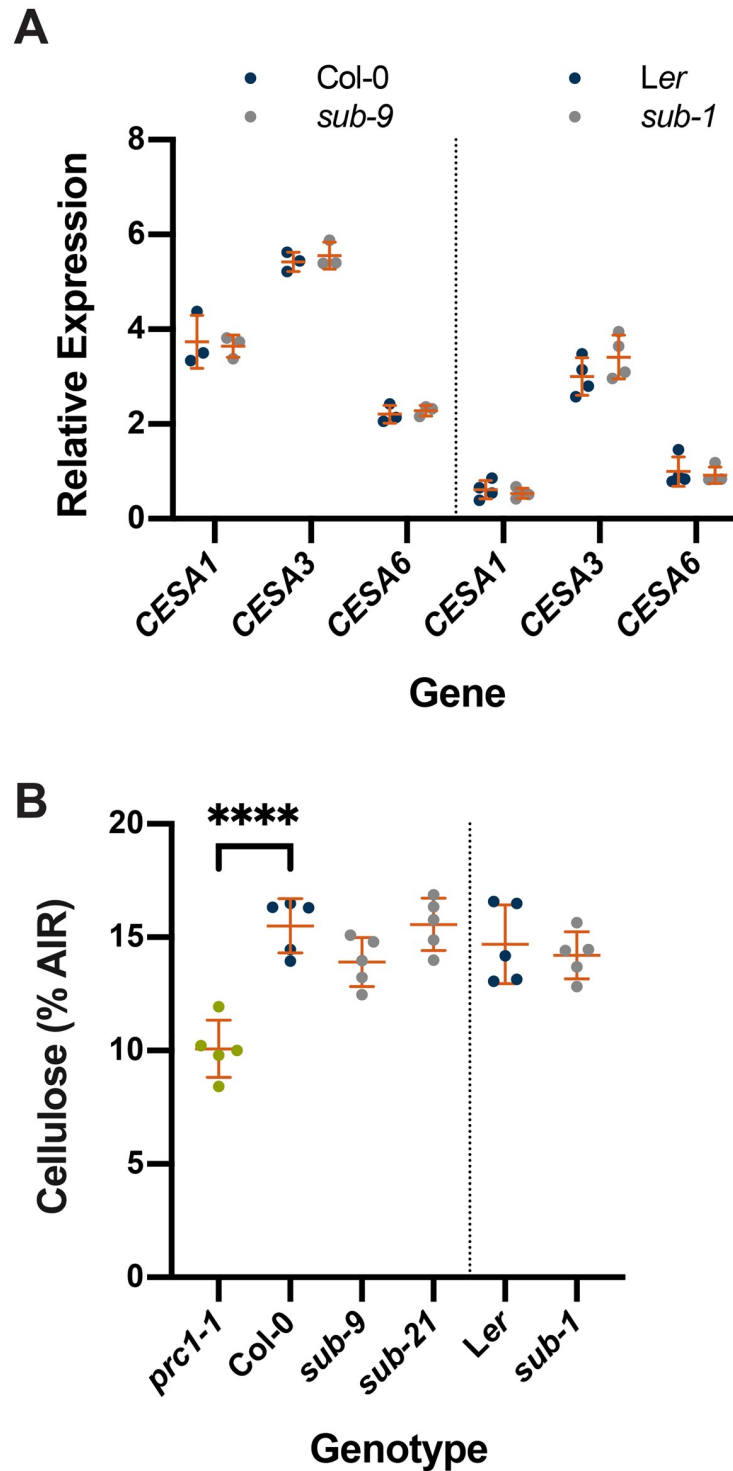 A
Col-0 Ler
sub-9 sub-1
8
6
4
2
0
Relative Expression
CESA1 CESA3 CESA6 CESA1 CESA3 CESA6
Gene
B
****
20
15
10
5
0
Cellulose (% AIR)
prc1-1 Col-0 sub-9 sub-21 Ler sub-1
Genotype